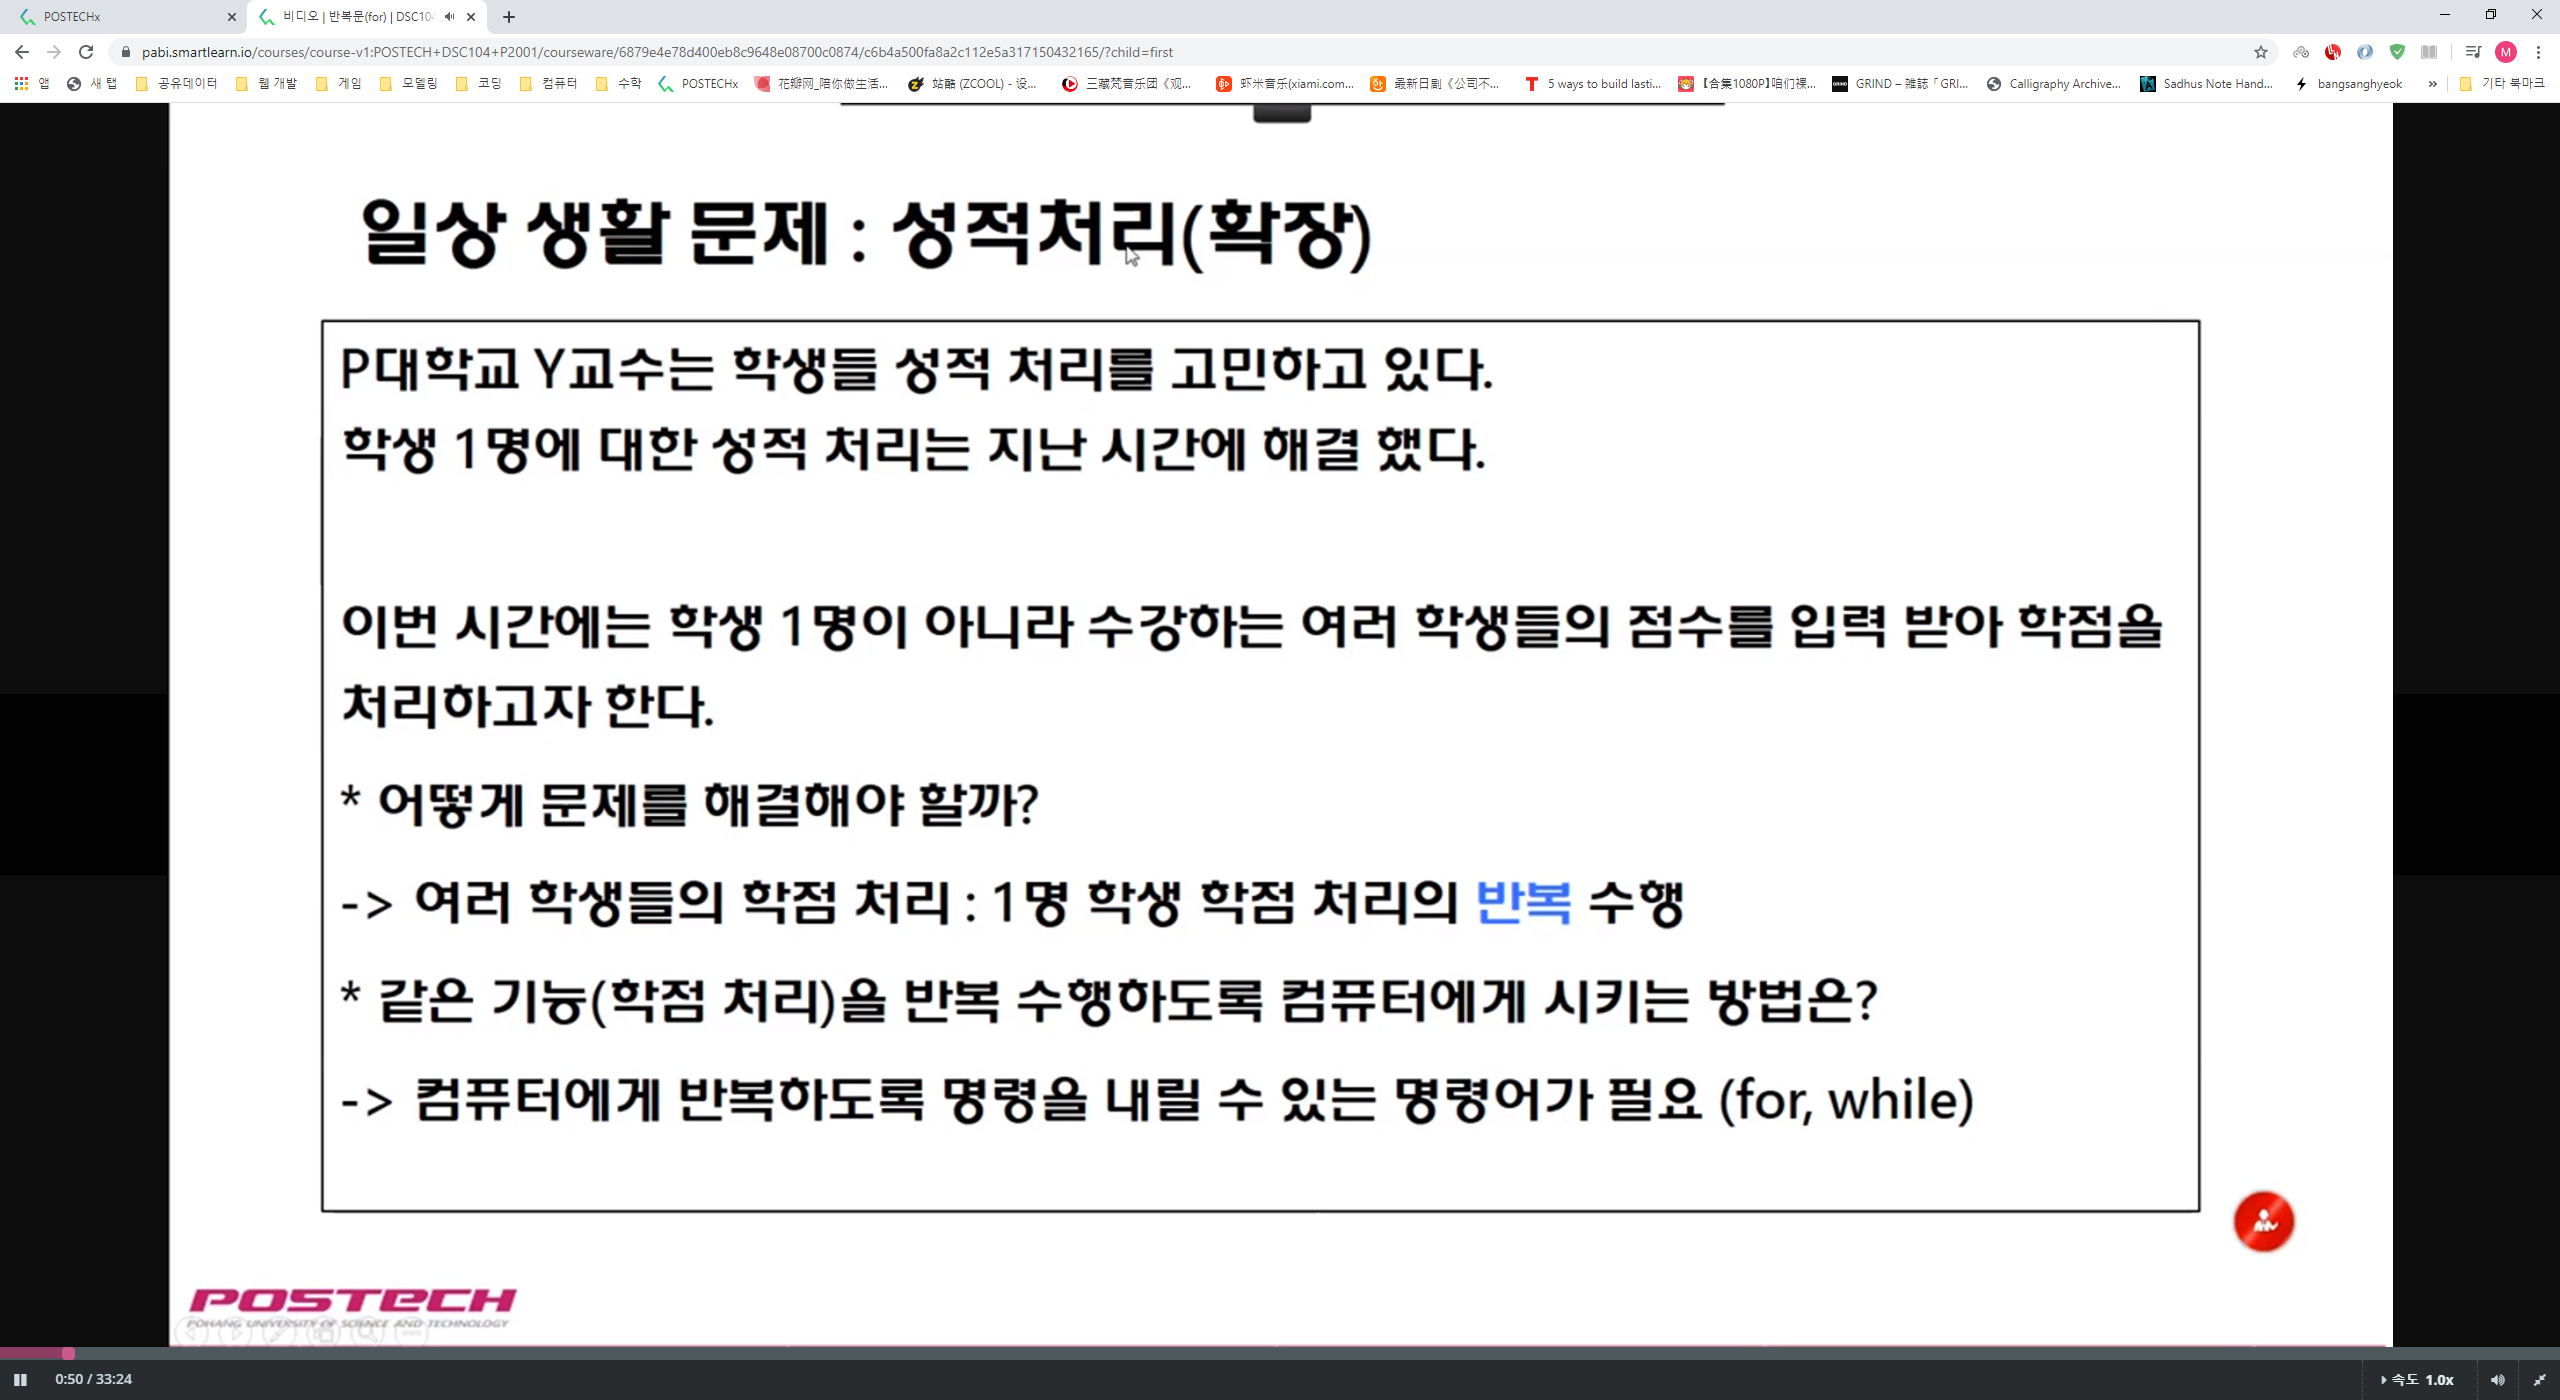 POSTECHx
비디오 | 반복문(for) | DSC10
pabi.smartlearn.io/courses/course-v1:POSTECH+DSC104+P2001/courseware/6879e4e78d400eb8c9648e08700c0874/c6b4a500fa8a2c112e5a317150432165/?child=first
M
앱 새 탭 공유데이터 웹 개발 게임 모델링 코딩 컴퓨터 수학 POSTECHx 花瓣网_陪你做生活... 站酷 (ZCOOL) - 设... 三藏梵音乐团《观... 虾米音乐(xiami.com... 最新日剧《公司不... 5 ways to build lasti... 【合集1080P】咱们裸... GRIND – 雑誌「GRI... Calligraphy Archive... Sadhus Note Hand... bangsanghyeok » 기타 북마크
일상 생활 문제 : 성적처리(확장)
P대학교 Y교수는 학생들 성적 처리를 고민하고 있다.
학생 1명에 대한 성적 처리는 지난 시간에 해결 했다.
이번 시간에는 학생 1명이 아니라 수강하는 여러 학생들의 점수를 입력 받아 학점을
처리하고자 한다.
* 어떻게 문제를 해결해야 할까?
-> 여러 학생들의 학점 처리 : 1명 학생 학점 처리의 반복 수행
* 같은 기능(학점 처리)을 반복 수행하도록 컴퓨터에게 시키는 방법은?
-> 컴퓨터에게 반복하도록 명령을 내릴 수 있는 명령어가 필요 (for, while)
POSTECH
POHANG UNIVERSITY OF SCIENCE AND TECHNOLOGY
0:50 / 33:24
속도 1.0x